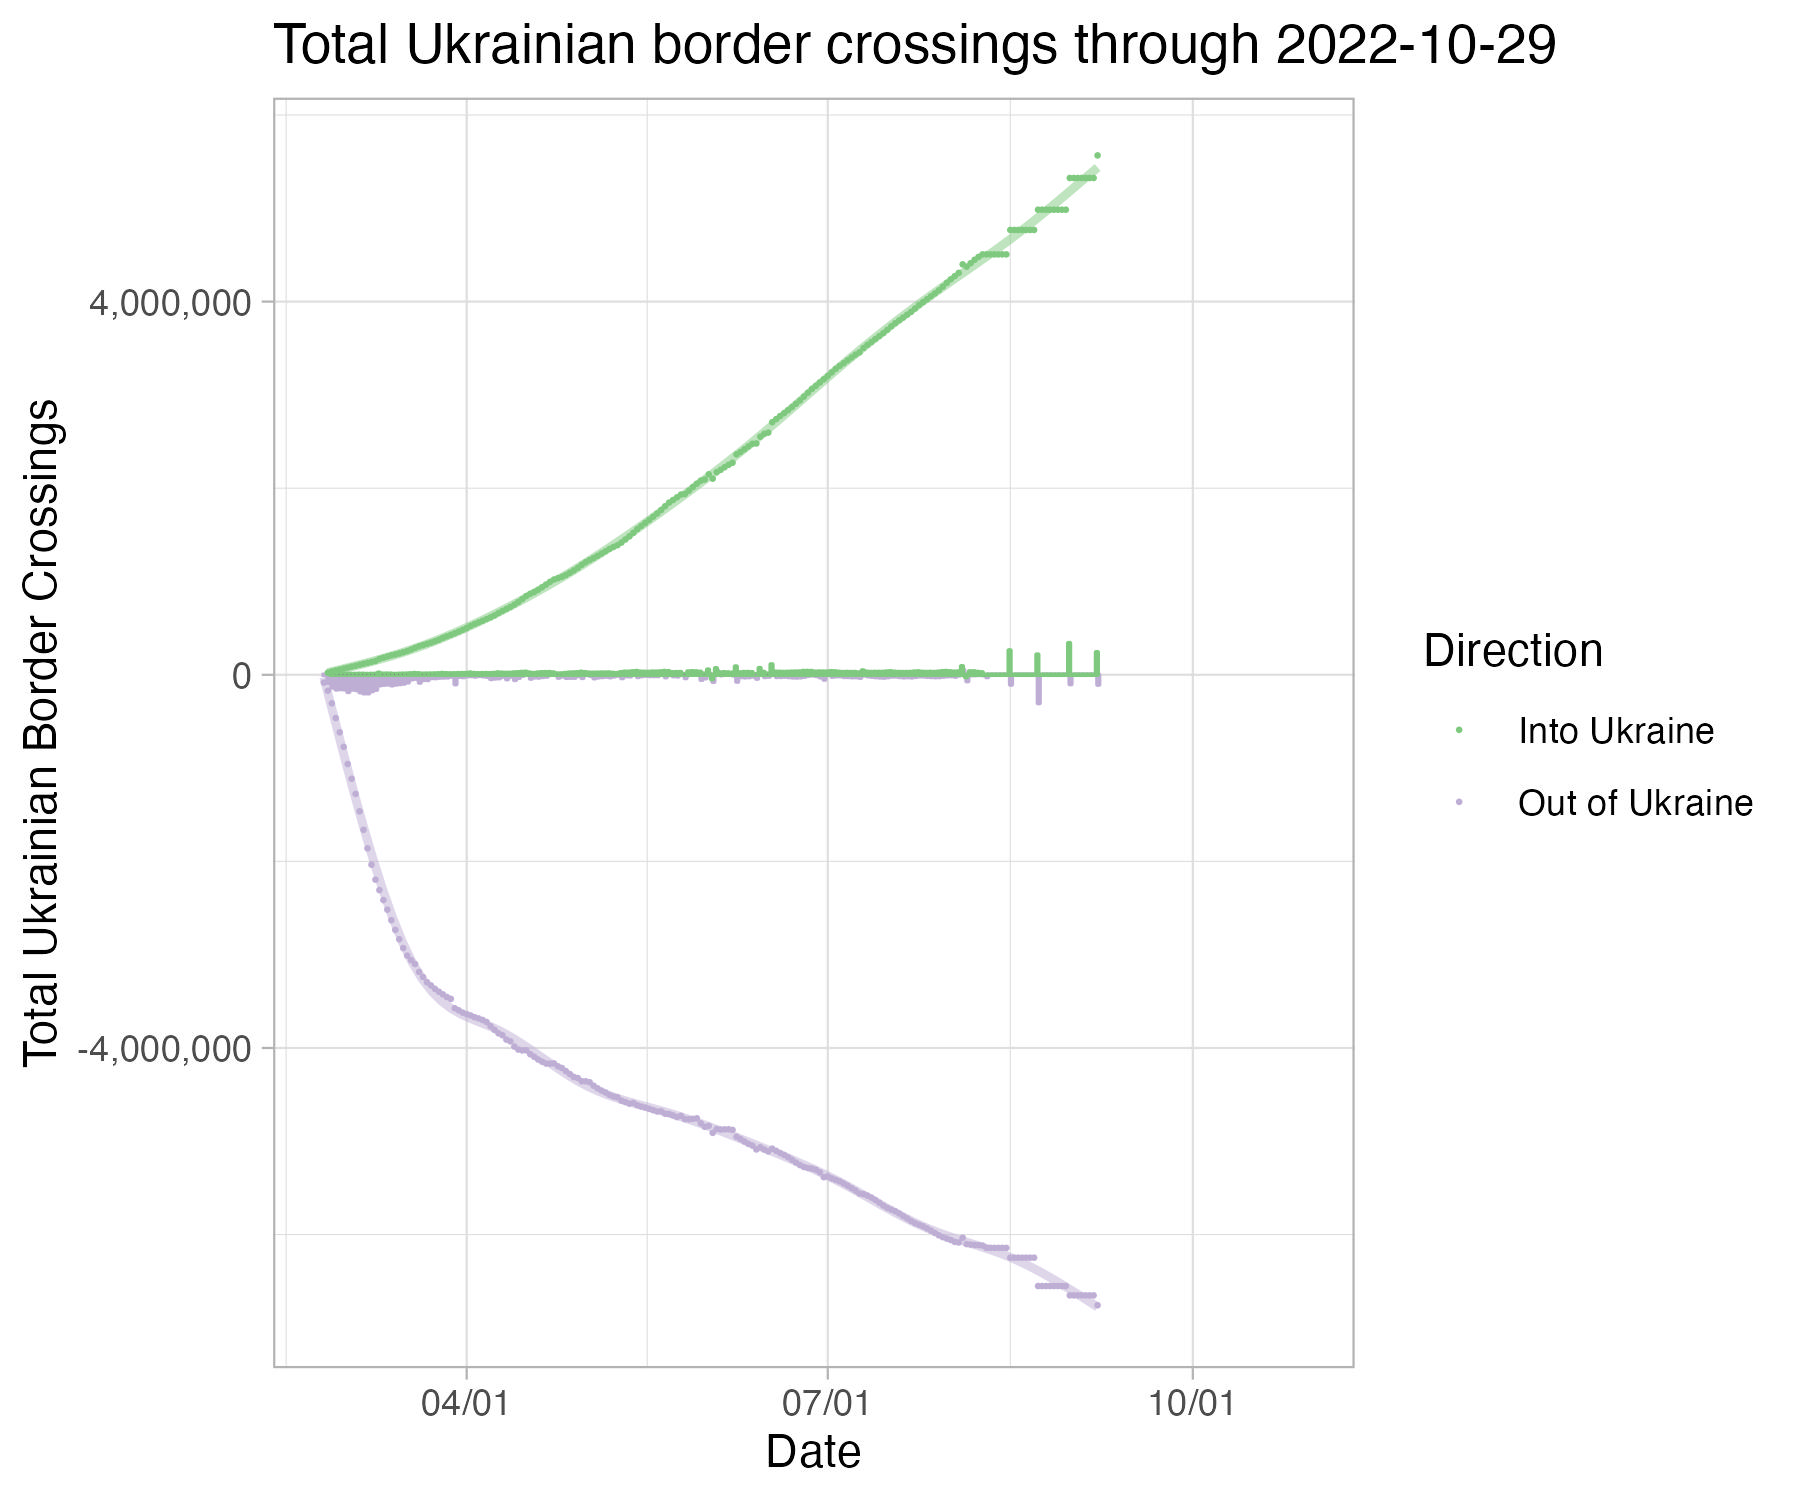 Total Ukrainian border crossings through 2022-10-29
Total Ukrainian Border Crossings
4,000,000
0
-4,000,000
04/01
07/01
10/01
Date
Direction
Into Ukraine
Out of Ukraine